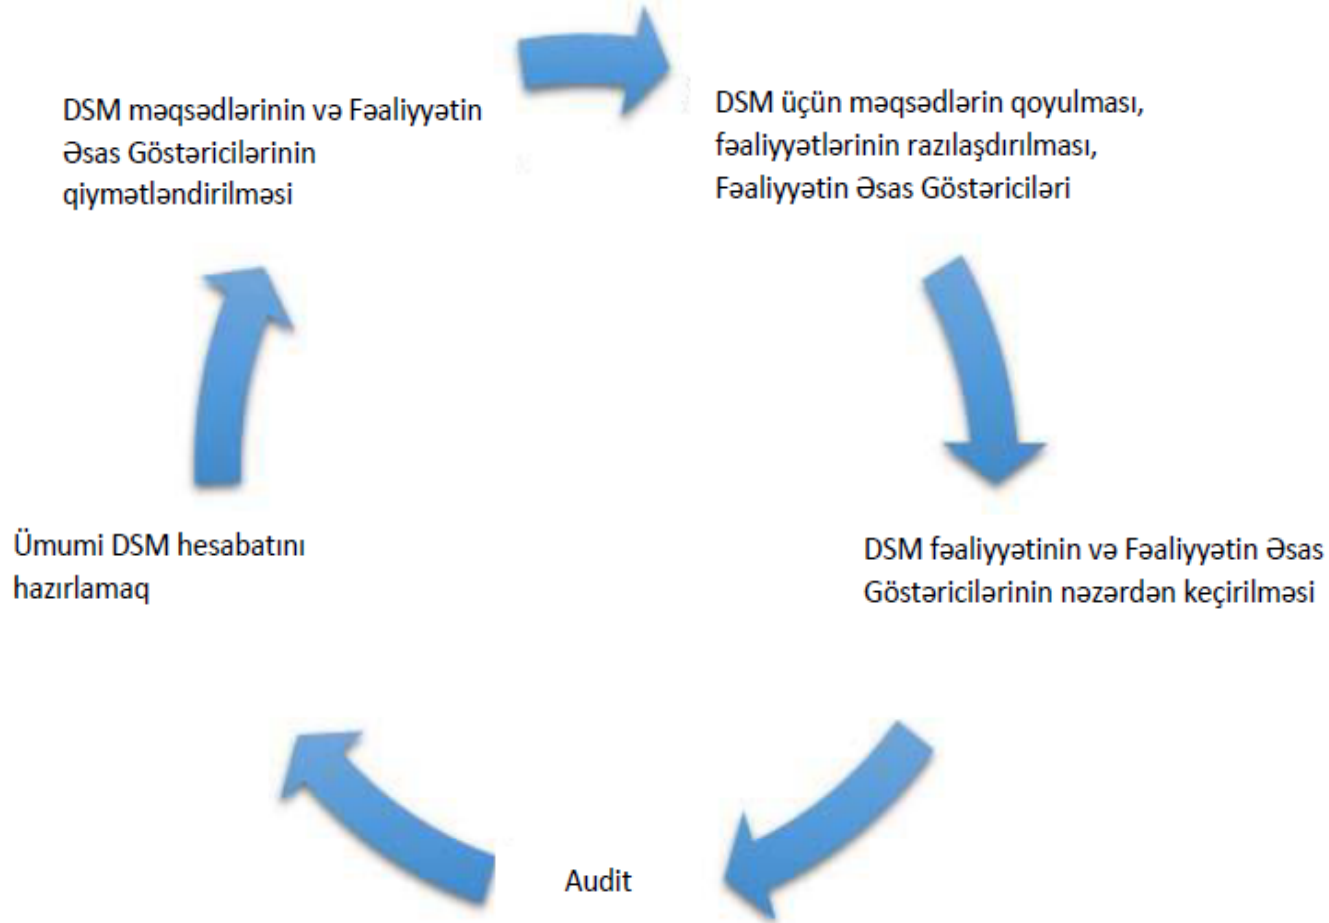 DSM məqsədlərinin və Fəaliyyətin
Əsas Göstəricilərinin
qiymətləndirilməsi
DSM üçün məqsədlərin qoyulması,
fəaliyyətlərinin razılaşdırılması,
Fəaliyyətin Əsas Göstəriciləri
DSM fəaliyyətinin və Fəaliyyətin Əsas
Göstəricilərinin nəzərdən keçirilməsi
Audit
Ümumi DSM hesabatını
hazırlamaq